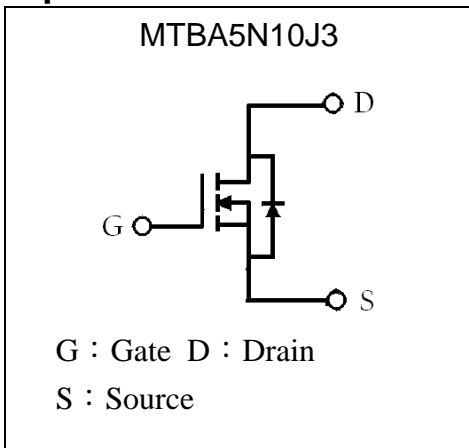 MTBA5N10J3
D
G
S
G：Gate D：Drain
S：Source